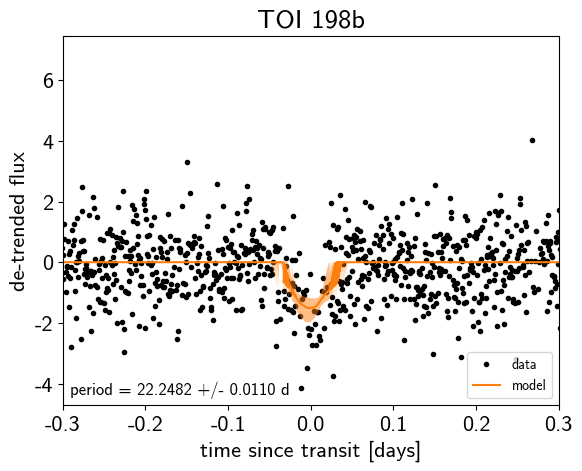 TOI 198b
de-trended flux
6
4
2
0
-2
-4
period = 22.2482 +/- 0.0110 d
data
model
-0.3 -0.2 -0.1 0.0 0.1 0.2 0.3
time since transit [days]